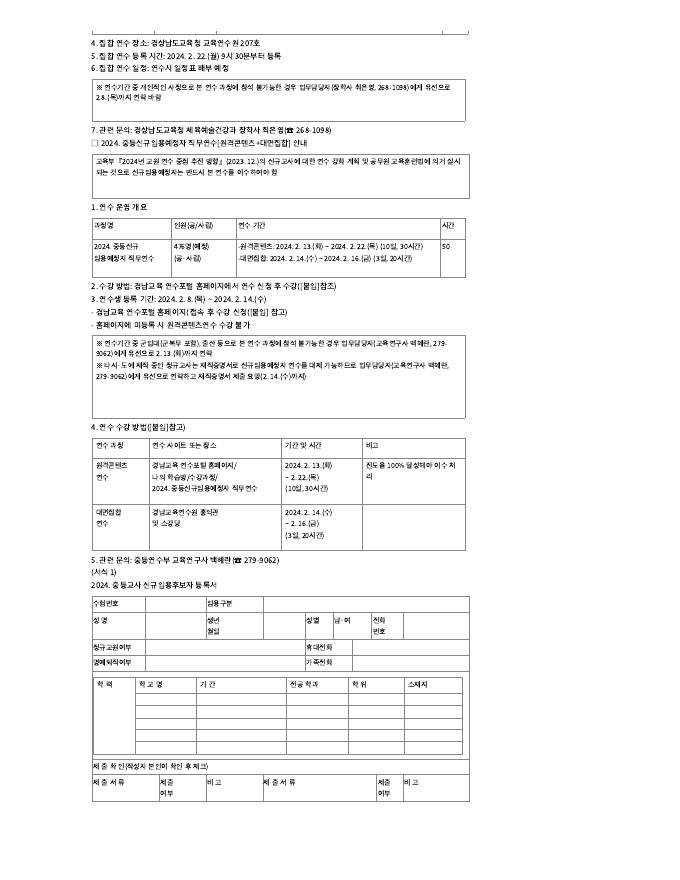 4. 집합 연수 장소: 경상남도교육청 교육연수원 207호
5. 집합 연수 등록 시간: 2024. 2. 22.(월) 9시 30분부터 등록
6. 집합 연수 일정: 연수시 일정표 배부 예정
※ 연수기간 중 개인적인 사정으로 본 연수 과정에 참석 불가능한 경우 업무담당자(장학사 최은영, 268-1098)에게 유선으로
2.8.(목)까지 연락 바람
7. 관련 문의: 경상남도교육청 체육예술건강과 장학사 최은영(☎ 268-1098)
□ 2024. 중등신규임용예정자 직무연수[원격콘텐츠+대면집합] 안내
교육부 『2024년 교원 연수 중점 추진 방향』(2023. 12.)의 신규교사에 대한 연수 강화 계획 및 공무원 교육훈련법에 의거 실시
되는 것으로 신규임용예정자는 반드시 본 연수를 이수하여야 함
1. 연수 운영 개요
과정명 인원(공/사립) 연수 기간 시간
2024. 중등신규 임용예정자 직무연수 4%명(예정) (공·사립) -원격콘텐츠: 2024. 2. 13.(화) ~ 2024. 2.22.(목) (10일, 30시간) 50
-대면집합: 2024. 2. 14.(수) ~2024. 2. 16.(금) (3일, 20시간)
2. 수강 방법: 경남교육 연수포털 홈페이지에서 연수 신청 후 수강([붙임]참조)
3. 연수생 등록 기간: 2024. 2. 8. (목) ~ 2024. 2. 14.(수)
- 경남교육 연수포털 홈페이지(접속 후 수강 신청([붙임] 참고)
- 홈페이지에 미등록 시 원격콘텐츠연수 수강 불가
※ 연수기간 중 군입대(군복무 포함), 출산 등으로 본 연수 과정에 참석 불가능한 경우 업무담당자(교육연구사 백혜란, 279-
9062)에게 유선으로 2. 13.(화)까지 연락
※ 타시·도에 재직 중인 정규교사는 재직증명서로 신규임용예정자 연수를 대체 가능하므로 업무담당자(교육연구사 백혜란,
279-9062)에게 유선으로 연락하고 재직증명서 제출 요망(2. 14.(수)까지)
4. 연수 수강 방법([붙임]참고)
연수 과정 연수 사이트 또는 장소 기간 및 시간 비고
원격콘텐츠 연수 경남교육 연수포털 홈페이지/ 2024. 2. 13.(화) 진도율 100% 달성해야 이수 처리
나의 학습방/수강과정/ ~ 2.22.(목)
2024. 중등신규임용예정자 직무연수 (10일, 30시간)
대면집합 연수 경남교육연수원 홍익관 2024. 2. 14.(수)
및 소강당 ~ 2. 16.(금)
(3일, 20시간)
5. 관련 문의: 중등연수부 교육연구사 백혜란(☎ 279-9062)
(서식 1)
2024. 중등교사 신규임용후보자 등록서
수험번호 임용구분
성 명 생년월일 성별 남·여 전화번호
정규교원여부 휴대전화
명예퇴직여부 가족전화
학 력 학 교 명 기 간 전공 학과 학 위 소재지
제 출 확 인 (작성자 본인이 확인 후 체크)
제 출 서 류 제출여부 비 고 제 출 서 류 제출여부 비 고